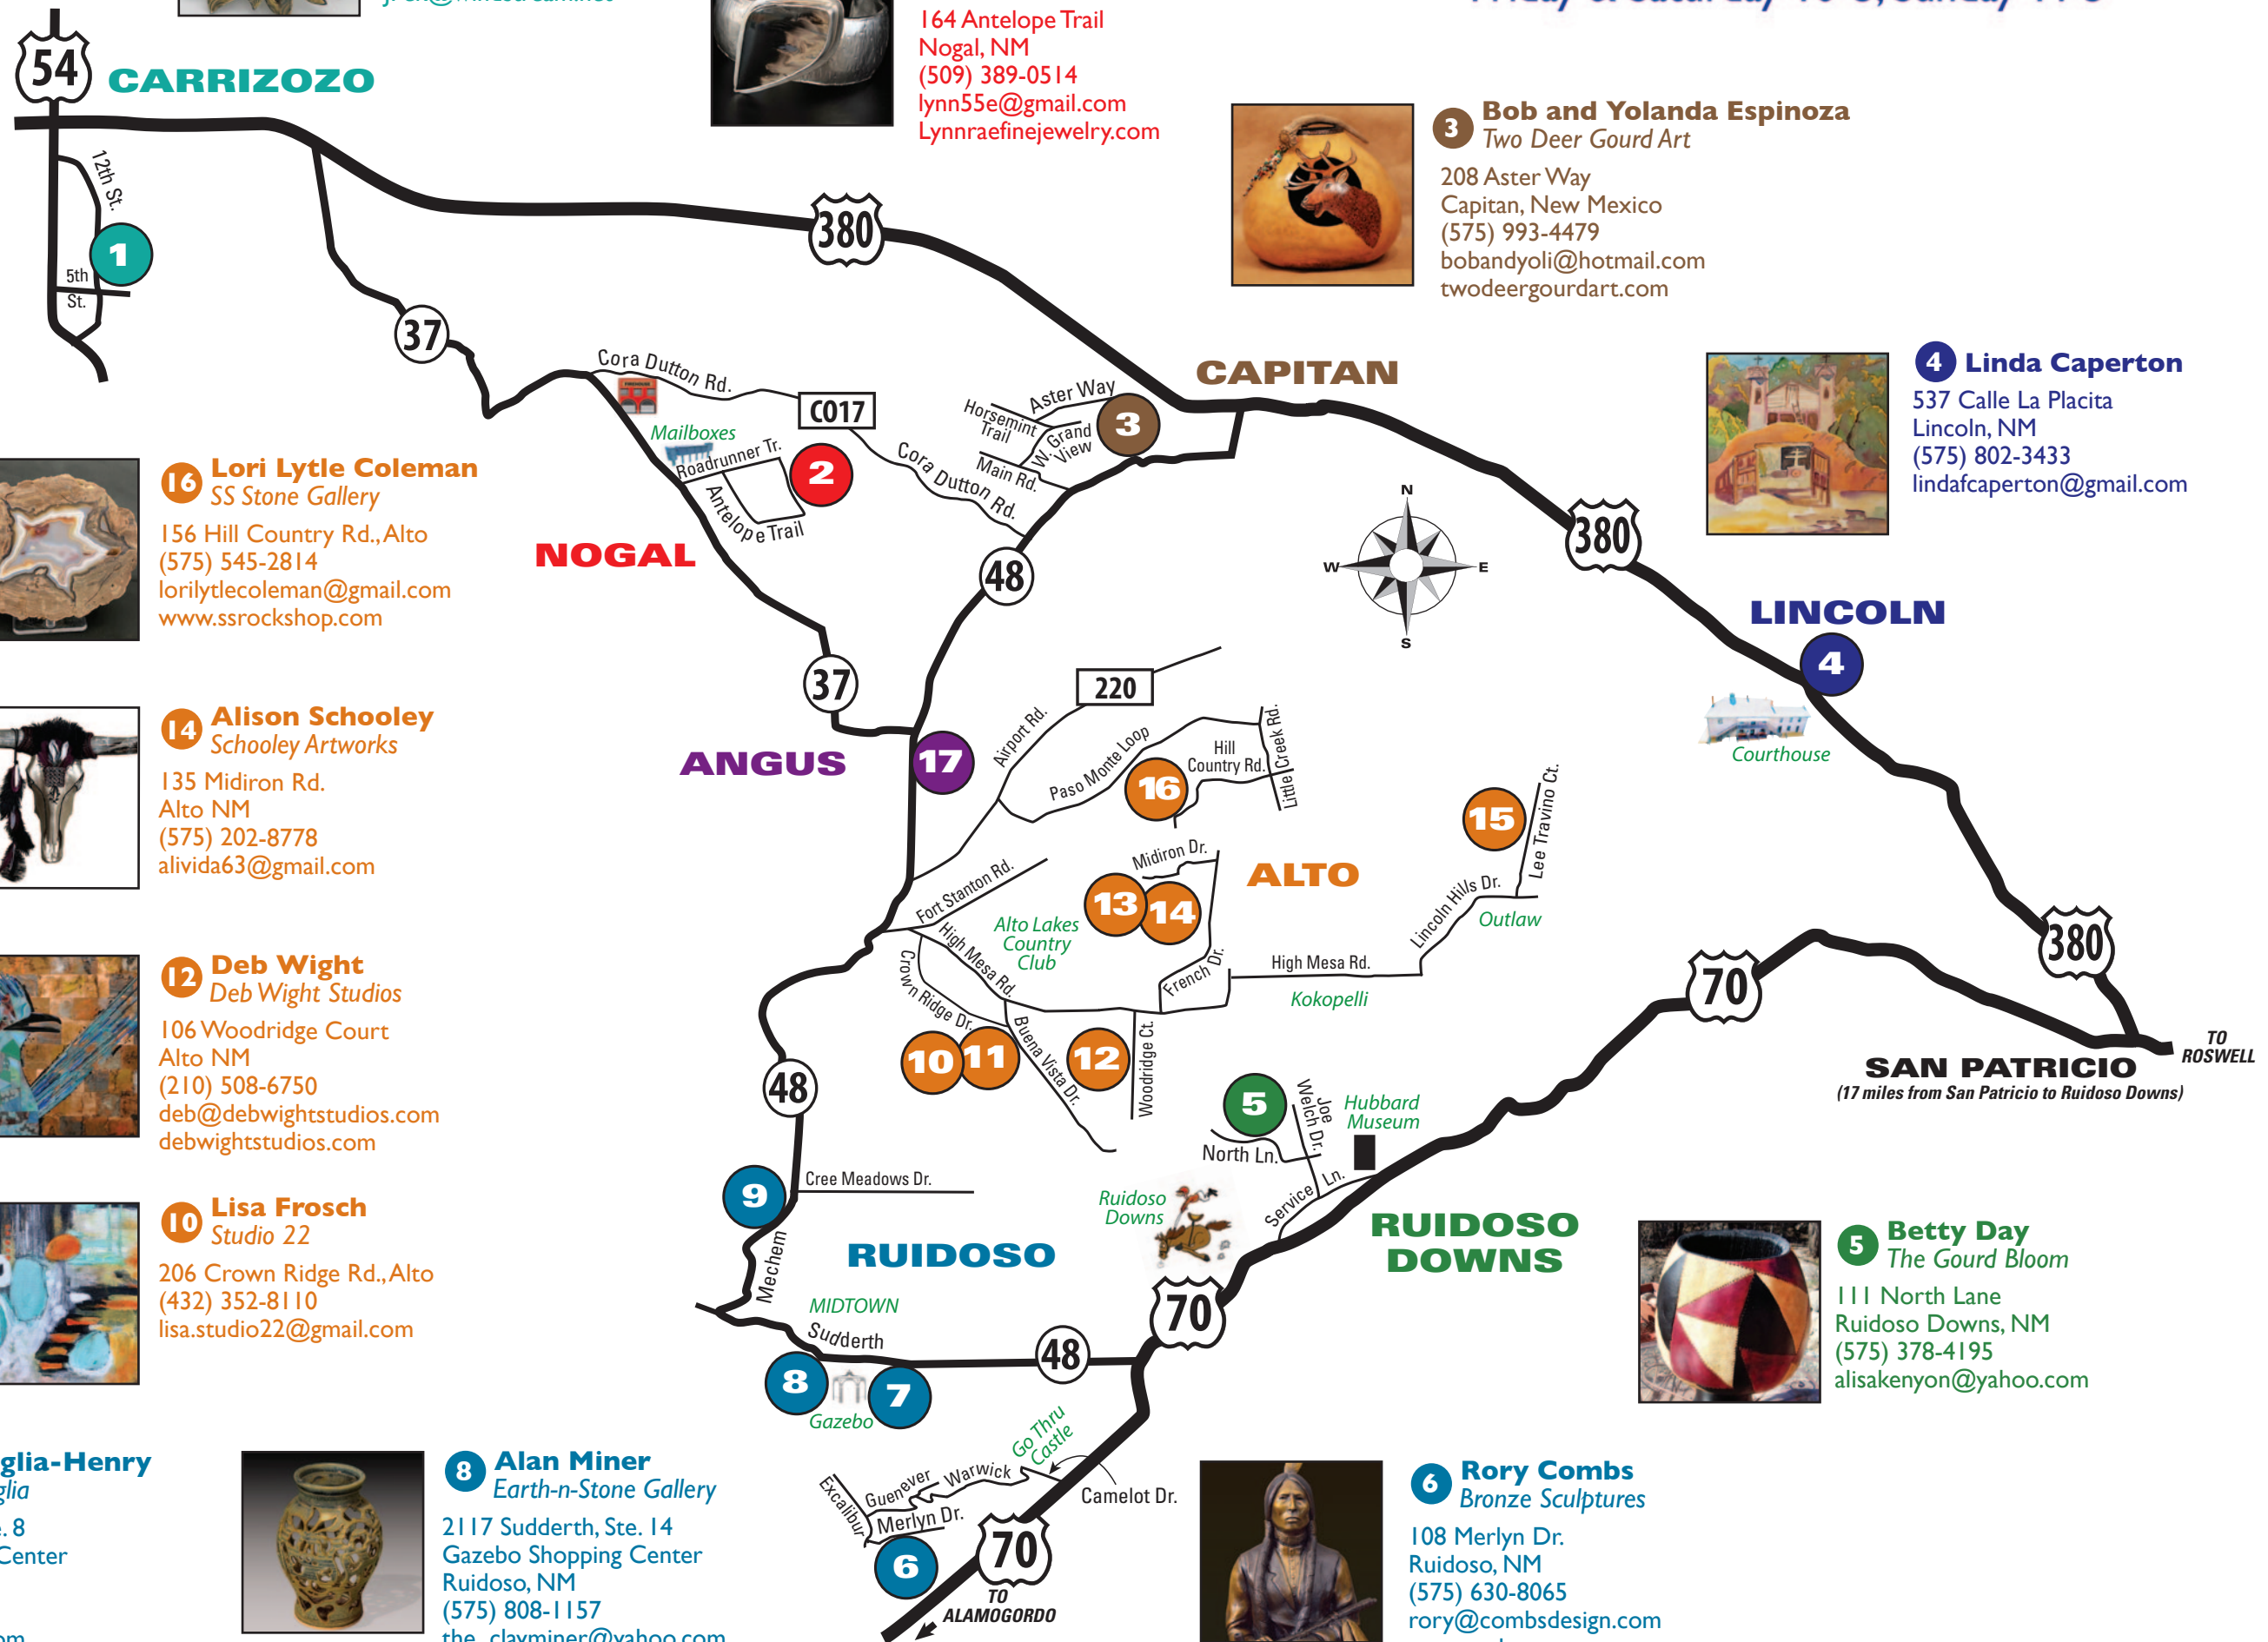 164 Antelope Trail
Nogal, NM
(509) 389-0514
lynn55e@gmail.com
Lynnraefinejewelry.com
54
CARRIZOZO
12th St.
1
5th
St.
380
37
3 Bob and Yolanda Espinoza
Two Deer Gourd Art
208 Aster Way
Capitan, New Mexico
(575) 993-4479
bobandyoli@hotmail.com
twodeergourdart.com
Cora Dutton Rd.
C017
Mailboxes
Roadrunner Tr.
2
Antelope Trail
NOGAL
Cora Dutton Rd.
Horsemint
Trail
Aster Way
W. Grand
View
Main Rd.
3
CAPITAN
48
N
W
E
S
380
4 Linda Caperton
537 Calle La Placita
Lincoln, NM
(575) 802-3433
lindafcaperton@gmail.com
LINCOLN
4
Courthouse
16 Lori Lytle Coleman
SS Stone Gallery
156 Hill Country Rd., Alto
(575) 545-2814
lorilytlecoleman@gmail.com
www.ssrockshop.com
14 Alison Schooley
Schooley Artworks
135 Midiron Rd.
Alto NM
(575) 202-8778
alivida63@gmail.com
12 Deb Wight
Deb Wight Studios
106 Woodridge Court
Alto NM
(210) 508-6750
deb@debwightstudios.com
debwightstudios.com
10 Lisa Frosch
Studio 22
206 Crown Ridge Rd., Alto
(432) 352-8110
lisa.studio22@gmail.com
37
ANGUS
17
220
Airport Rd.
Paso Monte Loop
Hill
Country Rd.
Little Creek Rd.
16
Midiron Dr.
ALTO
13
14
15
Lee Travino Ct.
Lincoln Hills Dr.
Outlaw
Fort Stanton Rd.
Alto Lakes
Country
Club
High Mesa Rd.
Crown Ridge Dr.
French Dr.
High Mesa Rd.
Kokopelli
10
11
Buena Vista Dr.
12
Woodridge Ct.
48
70
380
TO
ROSWELL
SAN PATRICIO
(17 miles from San Patricio to Ruidoso Downs)
5
Joe
Welch Dr.
Hubbard
Museum
North Ln.
Service Ln.
Ruidoso
Downs
RUIDOSO
DOWNS
9
Cree Meadows Dr.
Mechem
RUIDOSO
MIDTOWN
Sudderth
48
70
8
7
Gazebo
5 Betty Day
The Gourd Bloom
111 North Lane
Ruidoso Downs, NM
(575) 378-4195
alisakenyon@yahoo.com
Go Thru
Castle
Excalibur
Guenever
Warwick
Merlyn Dr.
Camelot Dr.
6
70
TO
ALAMOGORDO
glia-Henry
glia
. 8
Center
om
8 Alan Miner
Earth-n-Stone Gallery
2117 Sudderth, Ste. 14
Gazebo Shopping Center
Ruidoso, NM
(575) 808-1157
the_clayminer@yahoo.com
6 Rory Combs
Bronze Sculptures
108 Merlyn Dr.
Ruidoso, NM
(575) 630-8065
rory@combsdesign.com